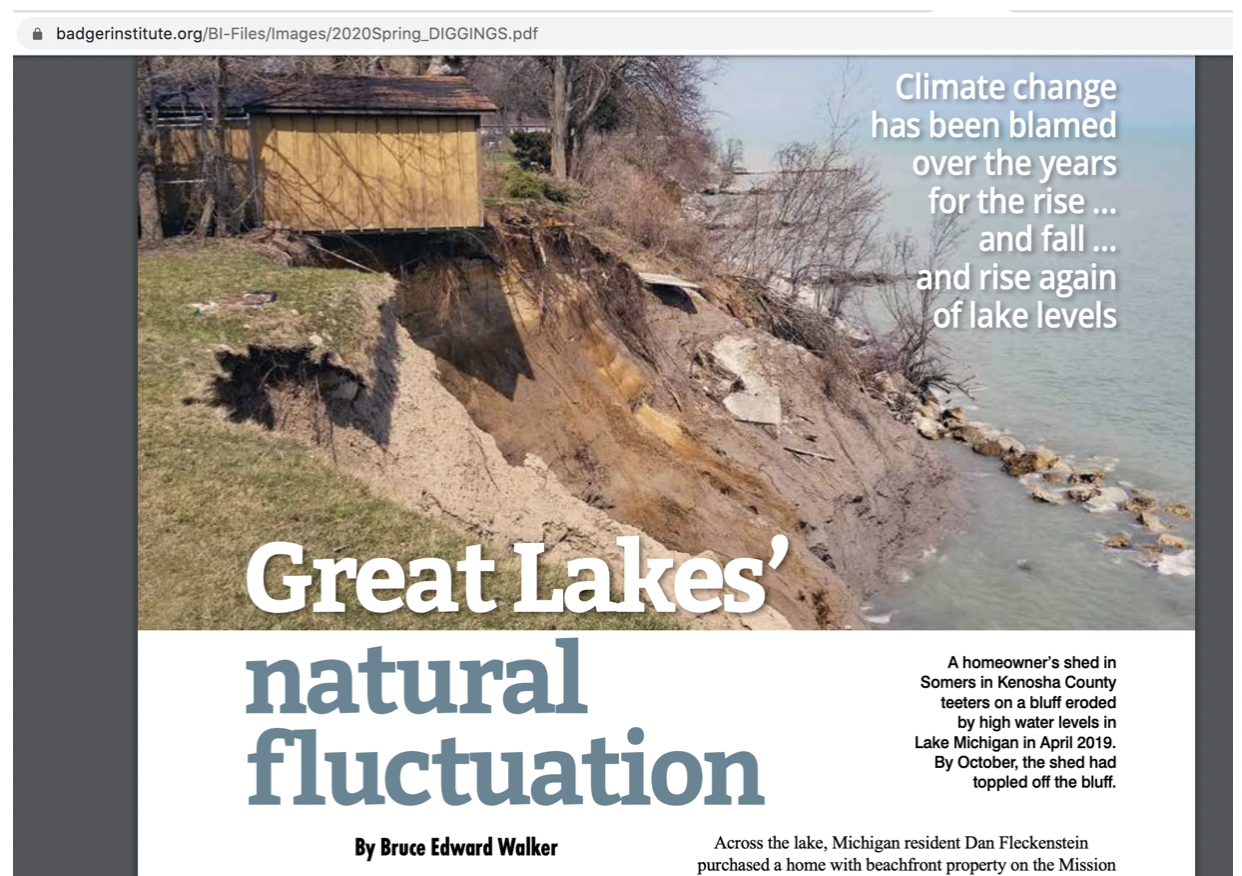 badgerinstitute.org/BI-Files/Images/2020Spring_DIGGINGS.pdf
Climate change
has been blamed
over the years
for the rise ...
and fall ...
and rise again
of lake levels
Great Lakes’
natural
fluctuation
A homeowner’s shed in
Somers in Kenosha County
teeters on a bluff eroded
by high water levels in
Lake Michigan in April 2019.
By October, the shed had
toppled off the bluff.
By Bruce Edward Walker
Across the lake, Michigan resident Dan Fleckenstein
purchased a home with beachfront property on the Mission